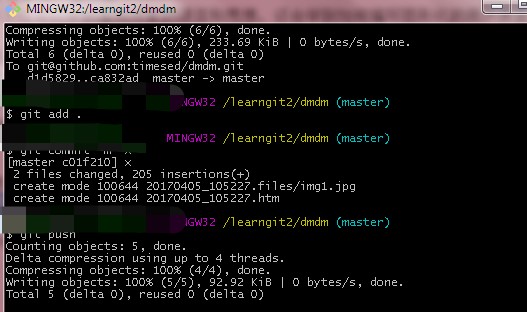 MINGW32:/learngit2/dmdm
Compressing objects: 100% (6/6), done.
Writing objects: 100% (6/6), 233.69 KiB | 0 bytes/s, done.
Total 6 (delta 0), reused 0 (delta 0)
To git@github.com:timesed/dmdm.git
d1d5829..ca832ad master -> master
MINGW32 /learngit2/dmdm (master)
$ git add .
MINGW32 /learngit2/dmdm (master)
$ git commit -m x
[master c01f210] x
2 files changed, 205 insertions(+)
create mode 100644 20170405_105227.files/img1.jpg
create mode 100644 20170405_105227.htm
MINGW32 /learngit2/dmdm (master)
$ git push
Counting objects: 5, done.
Delta compression using up to 4 threads.
Compressing objects: 100% (4/4), done.
Writing objects: 100% (5/5), 92.92 KiB | 0 bytes/s, done.
Total 5 (delta 0), reused 0 (delta 0)